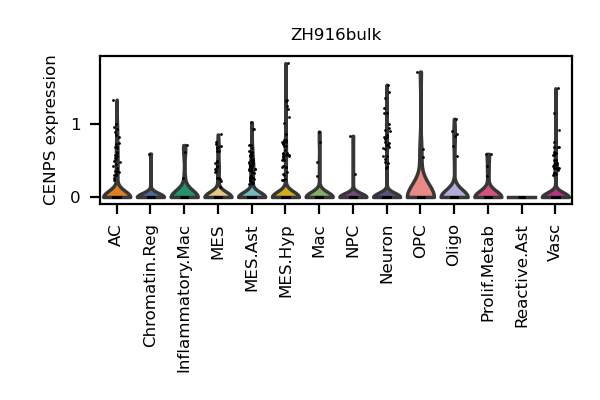 ZH916bulk
CENPS expression
1
0
AC
Chromatin.Reg
Inflammatory.Mac
MES
MES.Ast
MES.Hyp
Mac
NPC
Neuron
OPC
Oligo
Prolif.Metab
Reactive.Ast
Vasc